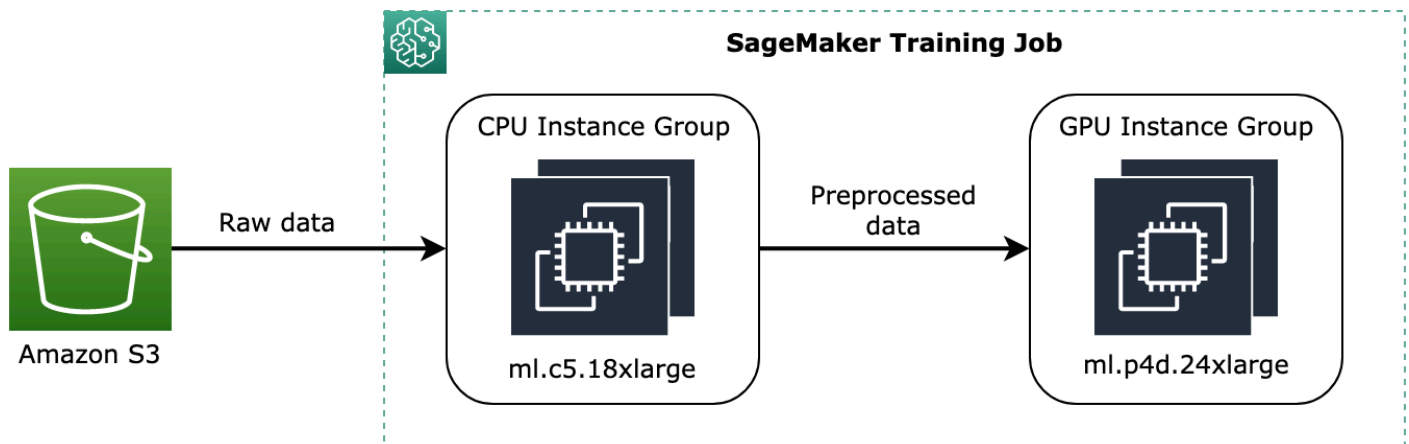 SageMaker Training Job
CPU Instance Group
GPU Instance Group
Raw data
Preprocessed
data
Amazon S3
ml.c5.18xlarge
ml.p4d.24xlarge